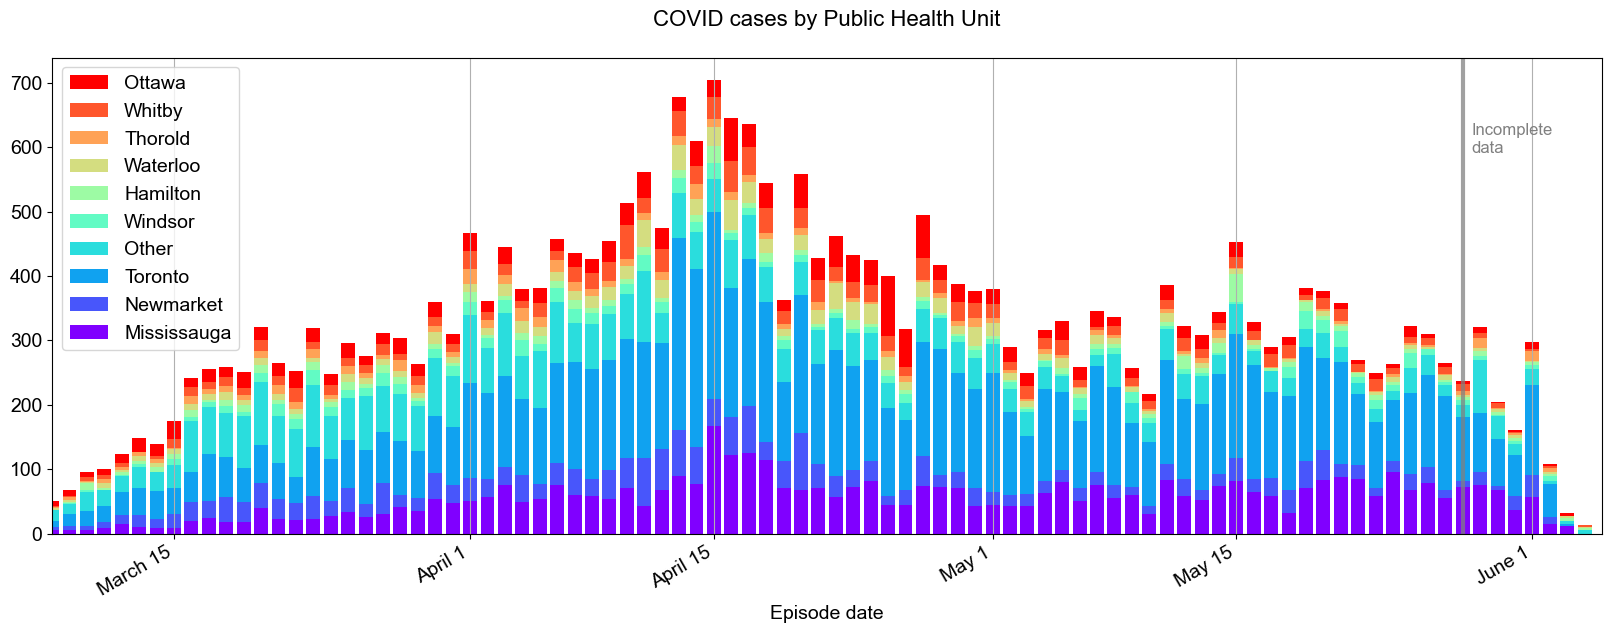 COVID cases by Public Health Unit
700
600
500
400
300
200
100
0
Ottawa
Whitby
Thorold
Waterloo
Hamilton
Windsor
Other
Toronto
Newmarket
Mississauga
Incomplete
data
March 15
April 1
April 15
May 1
May 15
June 1
Episode date